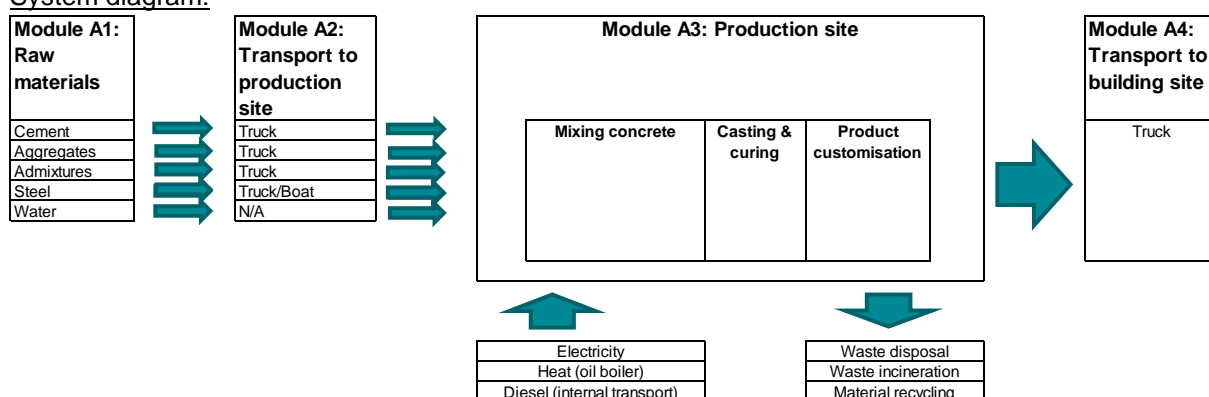 System diagram:
Module A1:
Raw
materials
Cement
Aggregates
Admixtures
Steel
Water
Module A2:
Transport to
production
site
Truck
Truck
Truck
Truck/Boat
N/A
Module A3: Production site
Mixing concrete
Casting &
curing
Product
customisation
Module A4:
Transport to
building site
Truck
Electricity
Heat (oil boiler)
Diesel (internal transport)
Waste disposal
Waste incineration
Material recycling